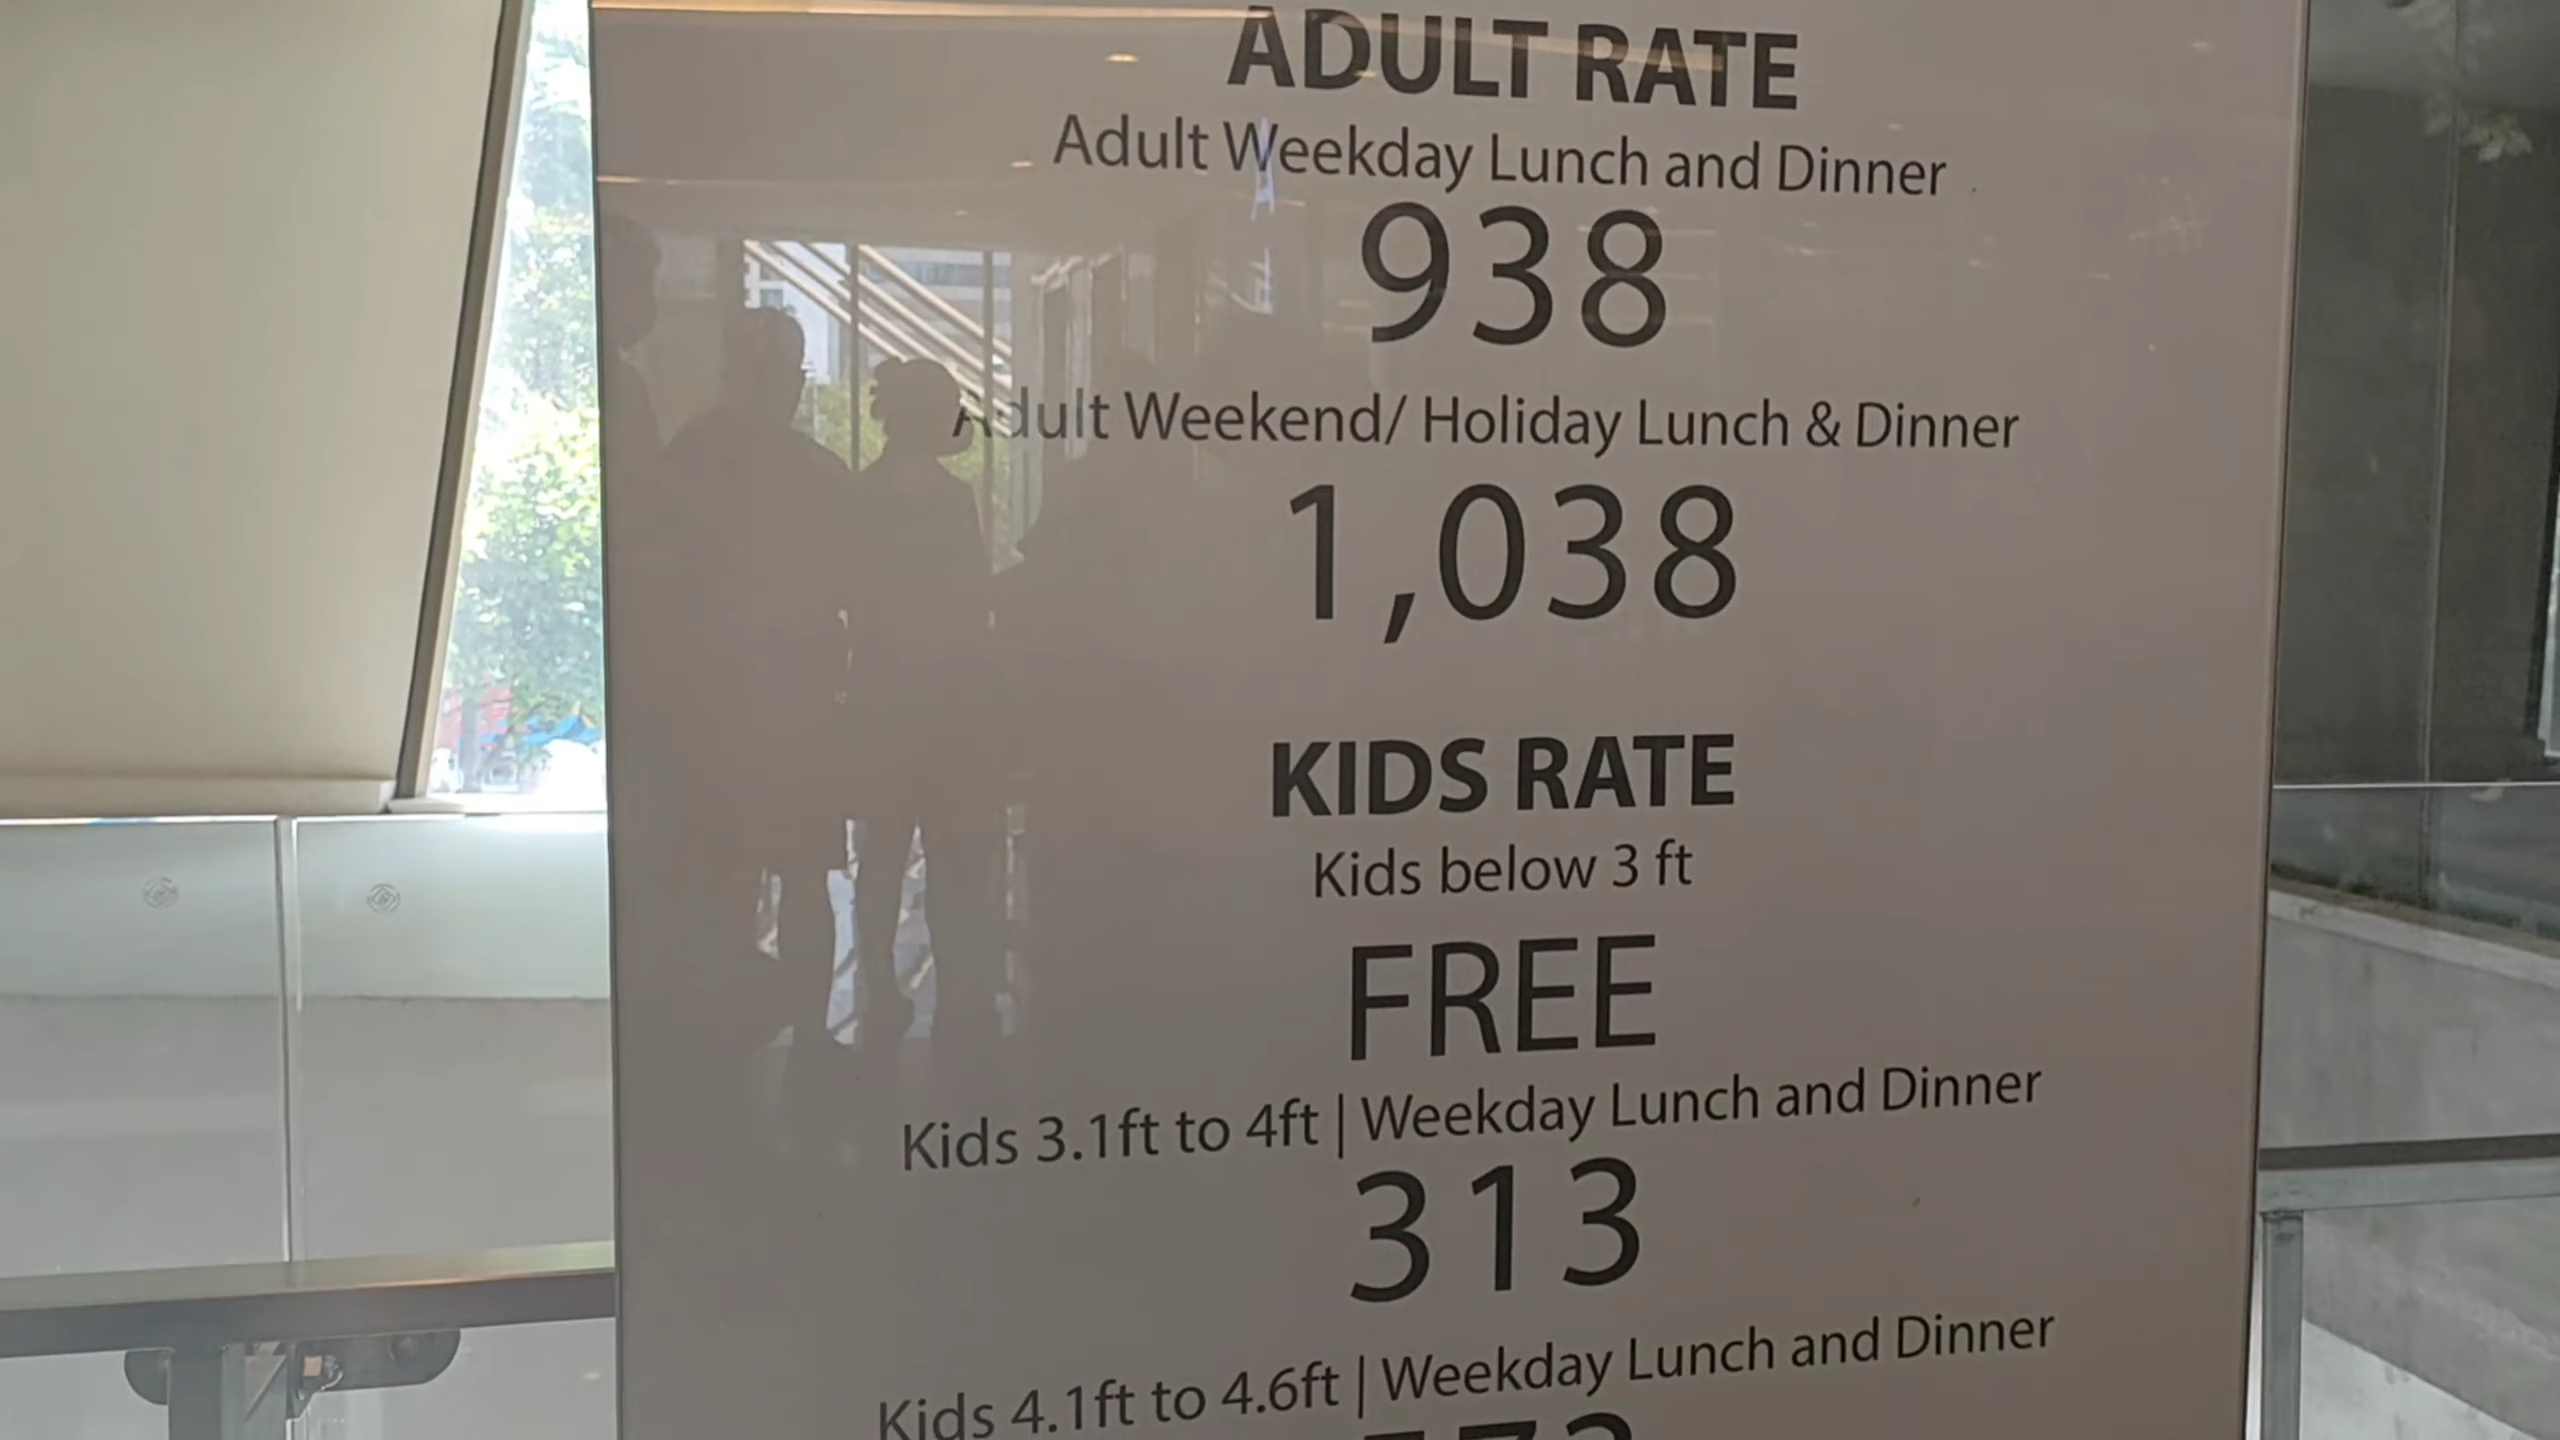 ADULT RATE
Adult Weekday Lunch and Dinner
938
Adult Weekend/ Holiday Lunch & Dinner
1,038
KIDS RATE
Kids below 3 ft
FREE
Kids 3.1ft to 4ft | Weekday Lunch and Dinner
313
Kids 4.1ft to 4.6ft | Weekday Lunch and Dinner